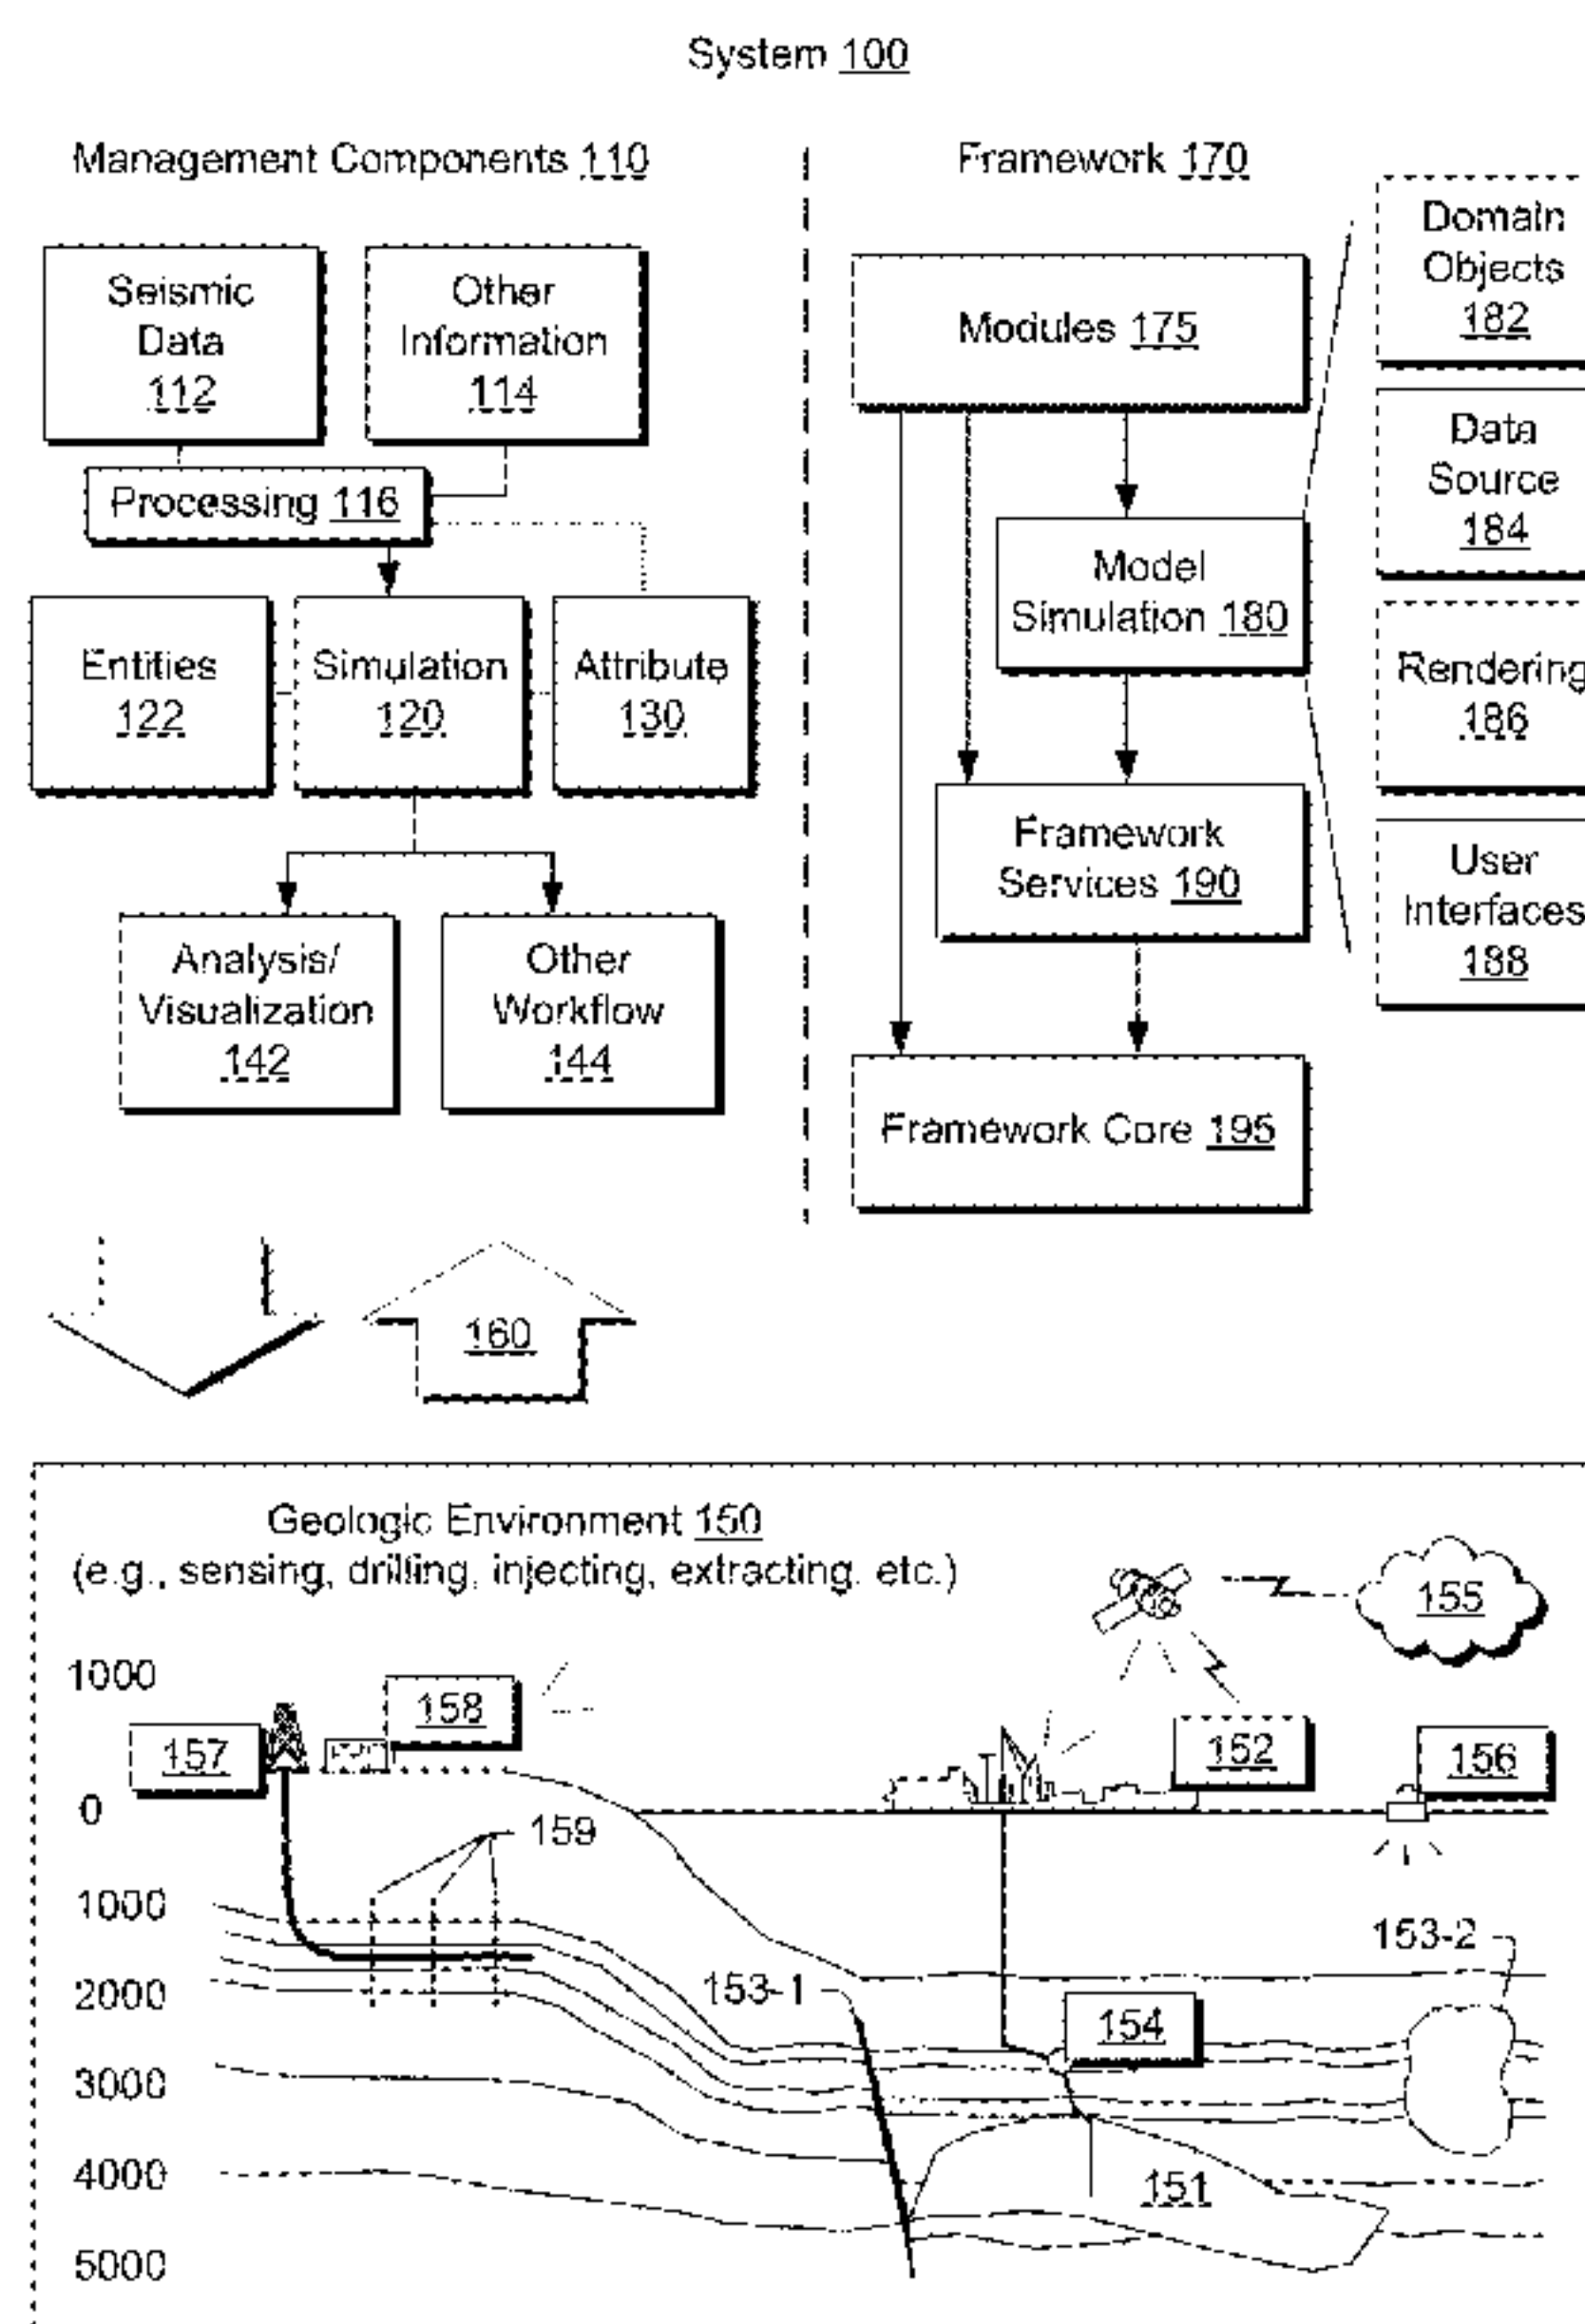 System 100
Management Components 110
Seismic
Data
112
Other
Information
114
Processing 116
Entities
122
Simulation
120
Attribute
130
Analysis/
Visualization
142
Other
Workflow
144
Framework 170
Modules 175
Model
Simulation 180
Framework
Services 190
Framework Core 195
Domain
Objects
182
Data
Source
184
Rendering
186
User
Interfaces
188
160
Geologic Environment 150
(e.g., sensing, drilling, injecting, extracting, etc.)
155
1000
158
157
152
156
0
159
1000
153-2
2000
153-1
154
3000
4000
151
5000